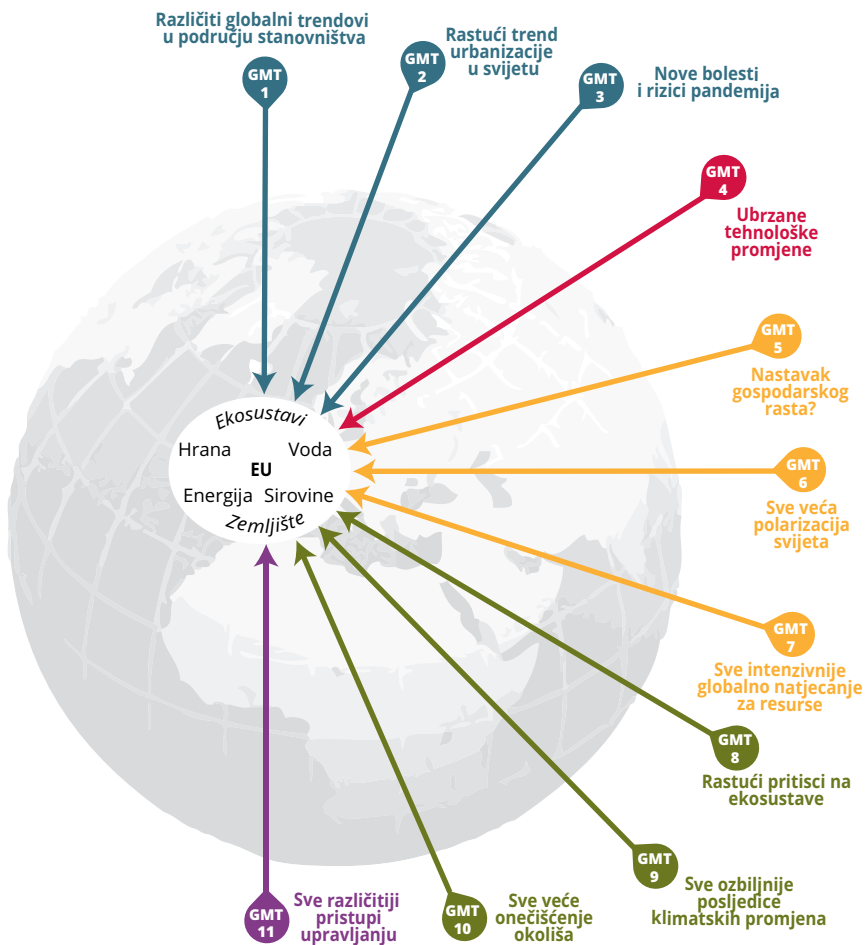 Različiti globalni trendovi
u području stanovništva
GMT
1
Rastući trend
urbanizacije
u svijetu
GMT
2
Nove bolesti
i rizici pandemija
GMT
3
GMT
4
Ubrzane
tehnološke
promjene
GMT
5
Nastavak
gospodarskog
rasta?
Ekosustavi
Hrana Voda
EU
Energija Sirovine
Zemljište
GMT
6
Sve veća
polarizacija
svijeta
GMT
7
Sve intenzivnije
globalno natjecanje
za resurse
GMT
8
Rastući pritisci na
ekosustave
GMT
9
Sve ozbiljnije
posljedice
klimatskih promjena
GMT
10
Sve veće
onečišćenje
okoliša
GMT
11
Sve različitiji
pristupi
upravljanju